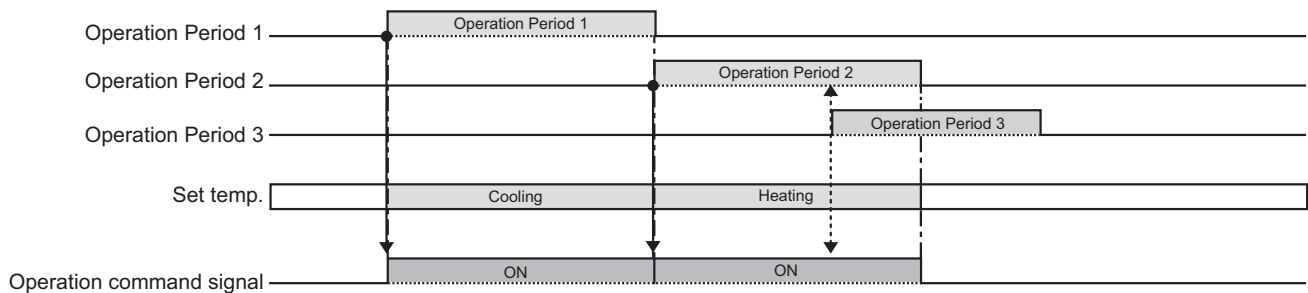 Operation Period 1
Operation Period 1
Operation Period 2
Operation Period 2
Operation Period 3
Operation Period 3
Set temp.
Cooling
Heating
Operation command signal
ON
ON